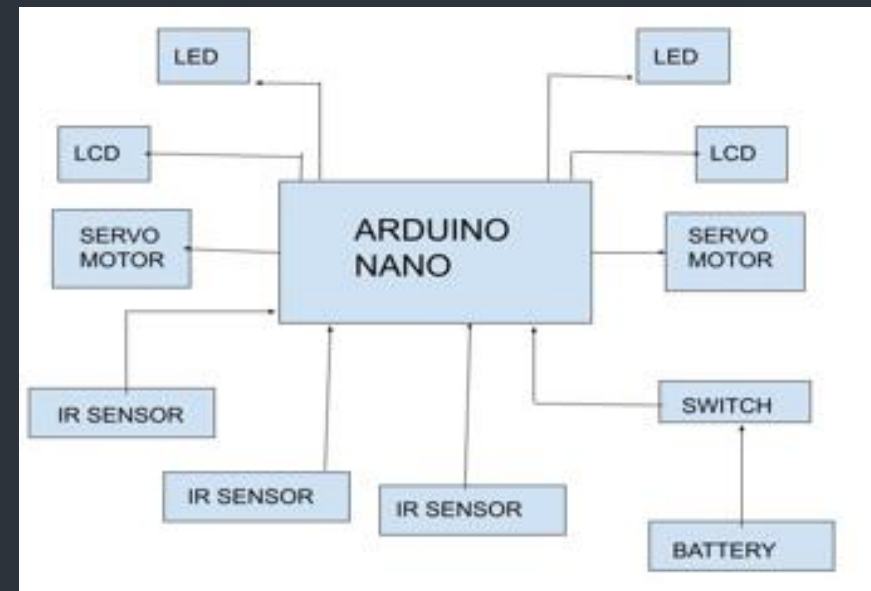 LED
LED
LCD
LCD
ARDUINO
NANO
SERVO
MOTOR
SERVO
MOTOR
IR SENSOR
SWITCH
IR SENSOR
IR SENSOR
BATTERY